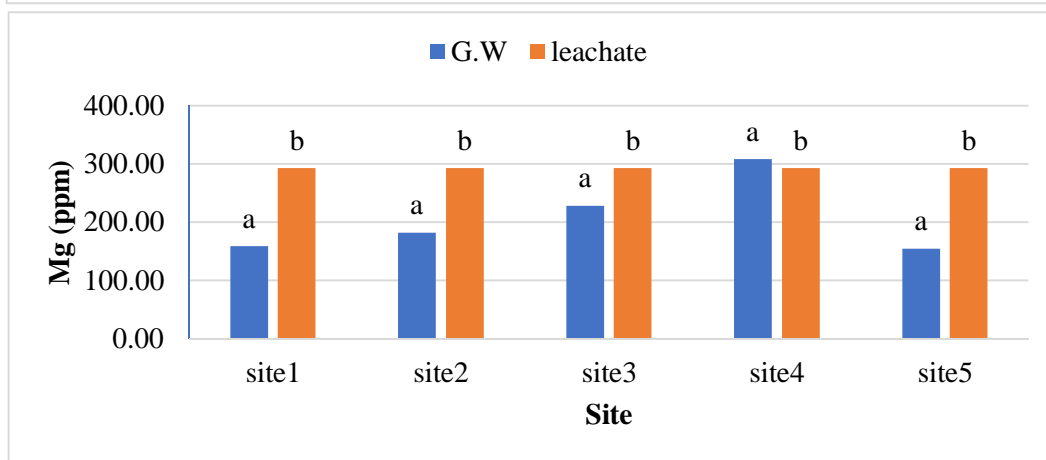 G.W leachate
400.00
300.00
200.00
100.00
0.00
Mg (ppm)
a b a b a b a b a b
site1 site2 site3 site4 site5
Site